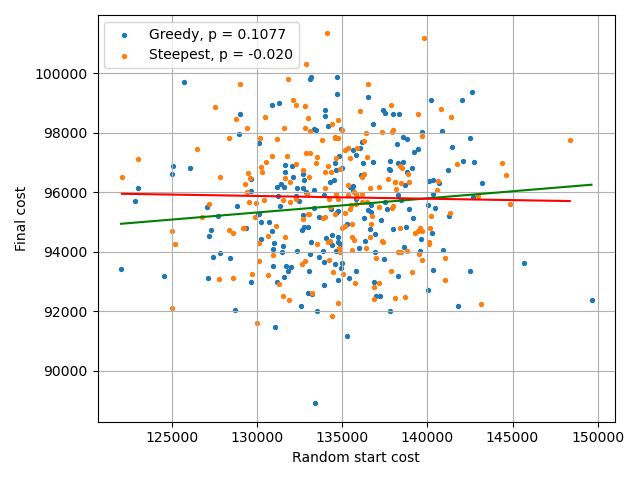 Greedy, p = 0.1077
Steepest, p = -0.020
Final cost
100000
98000
96000
94000
92000
90000
125000 130000 135000 140000 145000 150000
Random start cost